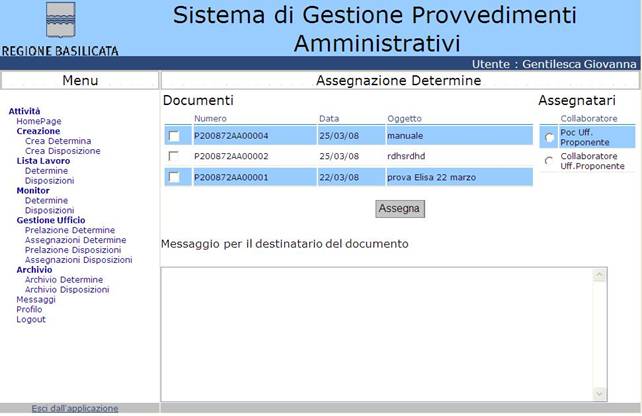 Sistema di Gestione Provvedimenti
Amministrativi
REGIONE BASILICATA
Utente : Gentilesca Giovanna
Menu
Assegnazione Determine
Attività
HomePage
Creazione
Crea Determina
Crea Disposizione
Lista Lavoro
Determine
Disposizioni
Monitor
Determine
Disposizioni
Gestione Ufficio
Prelazione Determine
Assegnazioni Determine
Prelazione Disposizioni
Assegnazioni Disposizioni
Archivio
Archivio Determine
Archivio Disposizioni
Messaggi
Profilo
Logout
Documenti
Numero Data Oggetto
P200872AA00004 25/03/08 manuale
P200872AA00002 25/03/08 rdhsrdhd
P200872AA00001 22/03/08 prova Elisa 22 marzo
Assegnatari
Collaboratore
Poc Uff.
Proponente
Collaboratore
Uff.Proponente
Assegna
Messaggio per il destinatario del documento
Esci dall'applicazione